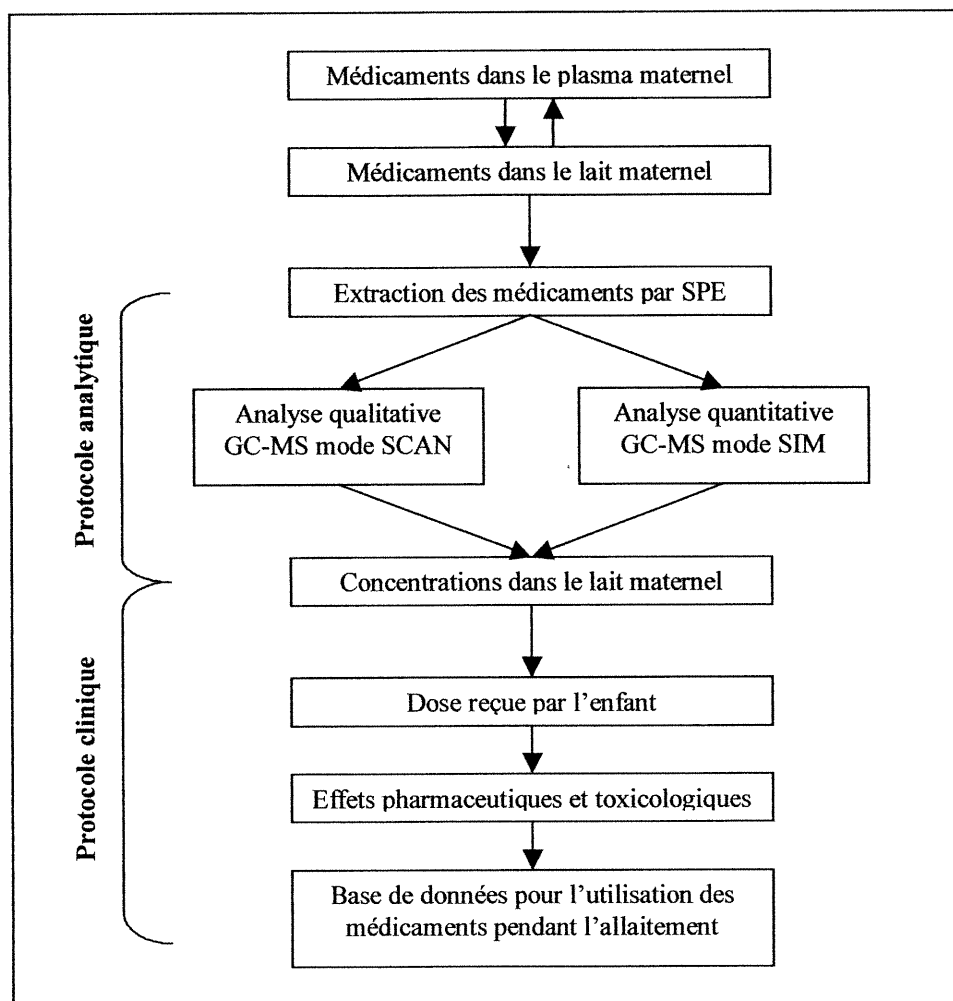 Médicaments dans le plasma maternel
Médicaments dans le lait maternel
Extraction des médicaments par SPE
Analyse qualitative
GC-MS mode SCAN
Analyse quantitative
GC-MS mode SIM
Concentrations dans le lait maternel
Dose reçue par l'enfant
Effets pharmaceutiques et toxicologiques
Base de données pour l'utilisation des
médicaments pendant l'allaitement
Protocole analytique
Protocole clinique